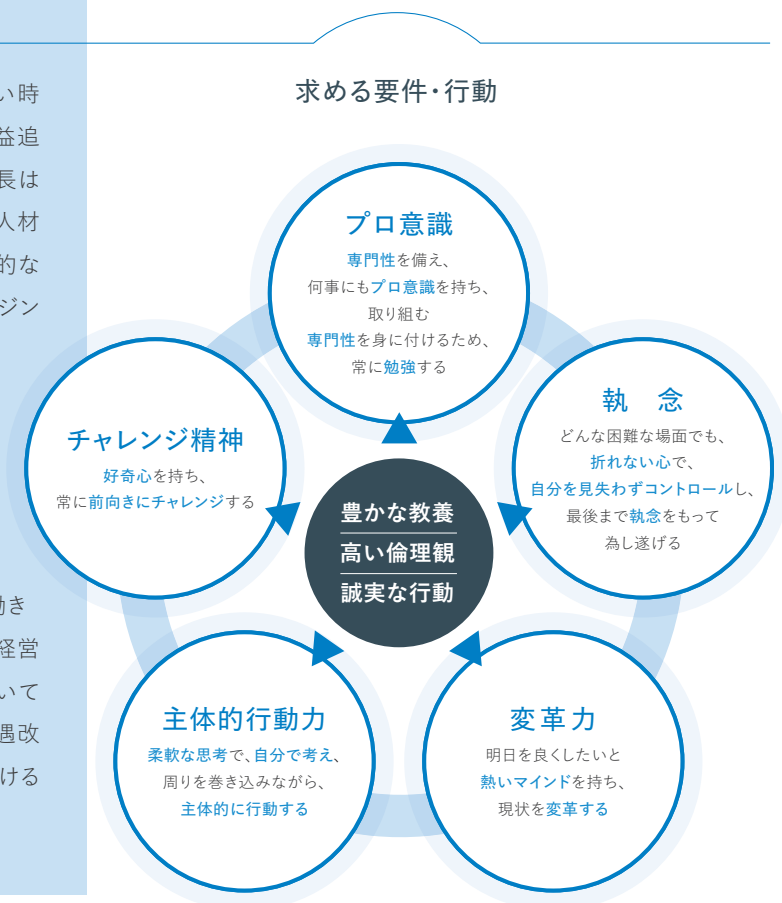 い時
益追
長は
人材
的な
ジン
動き
経営
いて
遇改
ける
求める要件・行動
プロ意識
専門性を備え、
何事にもプロ意識を持ち、
取り組む
専門性を身に付けるため、
常に勉強する
執　念
どんな困難な場面でも、
折れない心で、
自分を見失わずコントロールし、
最後まで執念をもって
為し遂げる
変革力
明日を良くしたいと
熱いマインドを持ち、
現状を変革する
主体的行動力
柔軟な思考で、自分で考え、
周りを巻き込みながら、
主体的に行動する
チャレンジ精神
好奇心を持ち、
常に前向きにチャレンジする
豊かな教養
高い倫理観
誠実な行動